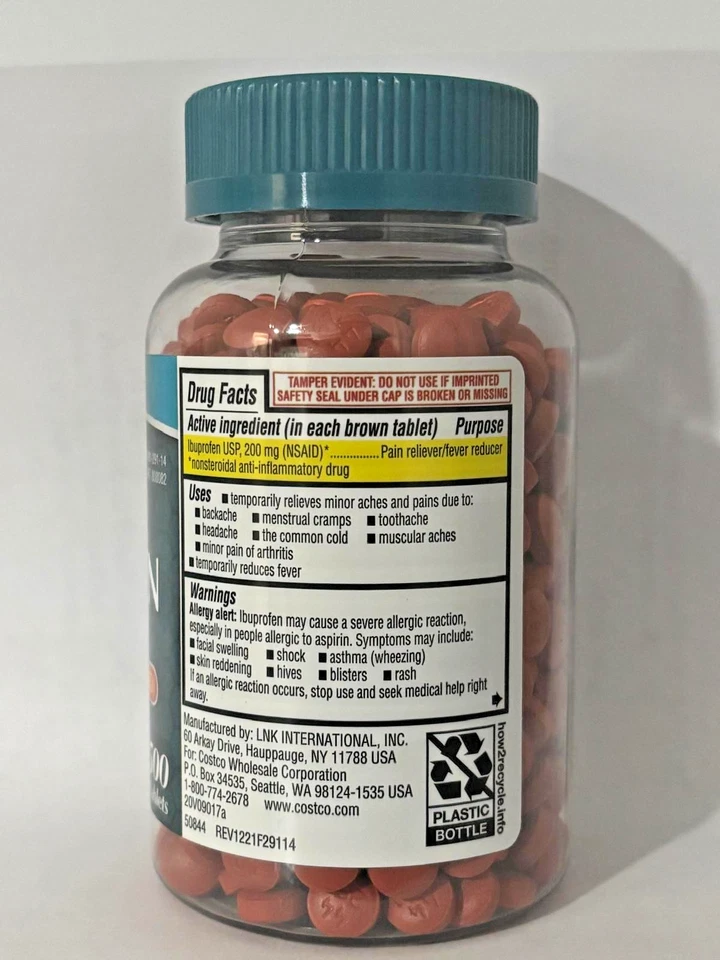 Drug Facts
TAMPER EVIDENT: DO NOT USE IF IMPRINTED
SAFETY SEAL UNDER CAP IS BROKEN OR MISSING
Active ingredient (in each brown tablet) Purpose
Ibuprofen USP, 200 mg (NSAID)*............... Pain reliever/fever reducer
*nonsteroidal anti-inflammatory drug
Uses ■ temporarily relieves minor aches and pains due to:
■ backache ■ menstrual cramps ■ toothache
■ headache ■ the common cold ■ muscular aches
■ minor pain of arthritis
■ temporarily reduces fever
Warnings
Allergy alert: Ibuprofen may cause a severe allergic reaction,
especially in people allergic to aspirin. Symptoms may include:
■ facial swelling ■ shock ■ asthma (wheezing)
■ skin reddening ■ hives ■ blisters ■ rash
If an allergic reaction occurs, stop use and seek medical help right
away.
Manufactured by: LNK INTERNATIONAL, INC.
60 Arkay Drive, Hauppauge, NY 11788 USA
For: Costco Wholesale Corporation
P.O. Box 34535, Seattle, WA 98124-1535 USA
1-800-774-2678 www.costco.com
20V09017a
50844 REV1221F29114
PLASTIC
BOTTLE
how2recycle.info
N
500